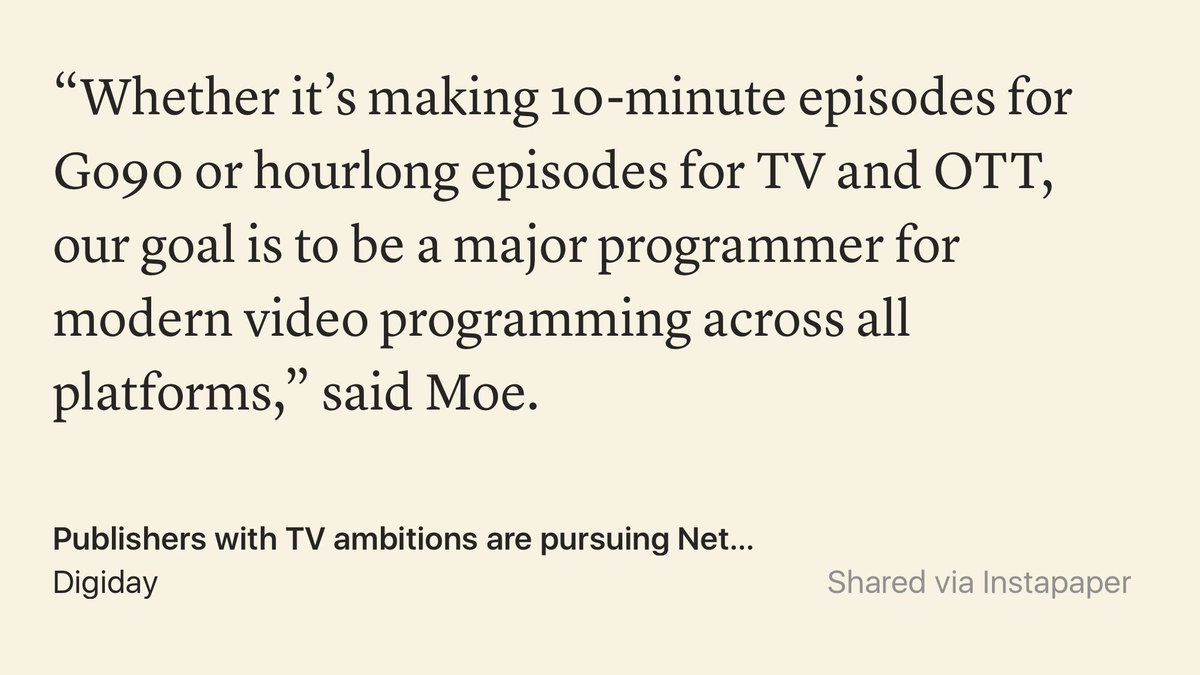 “Whether it’s making 10-minute episodes for
Go90 or hourlong episodes for TV and OTT,
our goal is to be a major programmer for
modern video programming across all
platforms,” said Moe.
Publishers with TV ambitions are pursuing Net...
Digiday
Shared via Instapaper